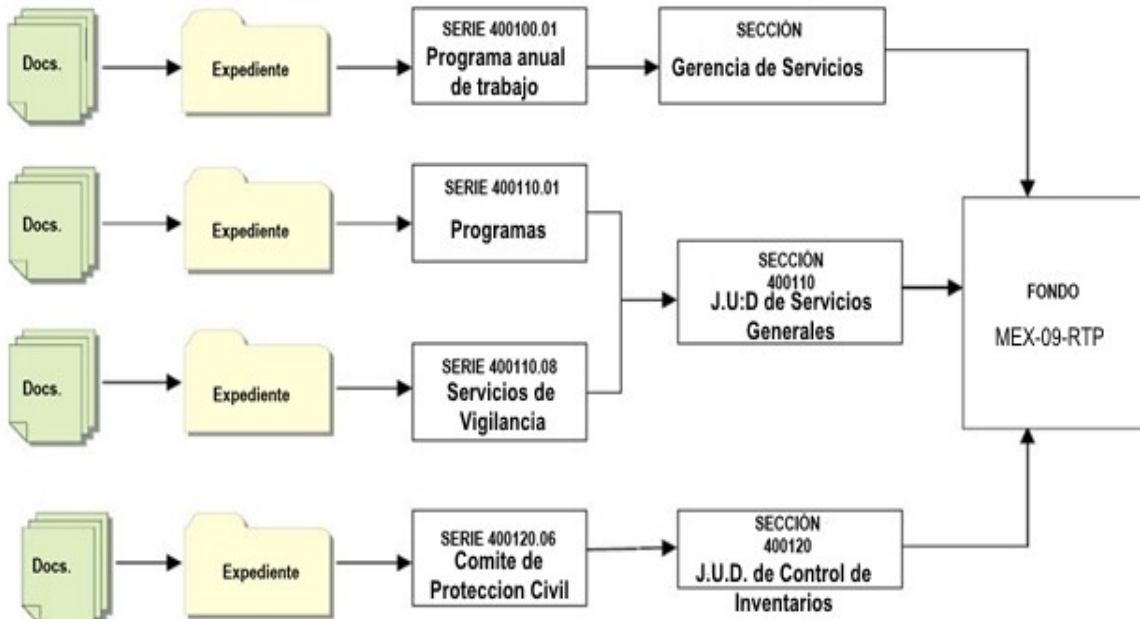 Docs.
Expediente
SERIE 400100.01
Programa anual
de trabajo
SECCIÓN
Gerencia de Servicios
Docs.
Expediente
SERIE 400110.01
Programas
SECCIÓN
400110
J.U:D de Servicios
Generales
FONDO
MEX-09-RTP
Docs.
Expediente
SERIE 400110.08
Servicios de
Vigilancia
Docs.
Expediente
SERIE 400120.06
Comite de
Proteccion Civil
SECCIÓN
400120
J.U.D. de Control de
Inventarios